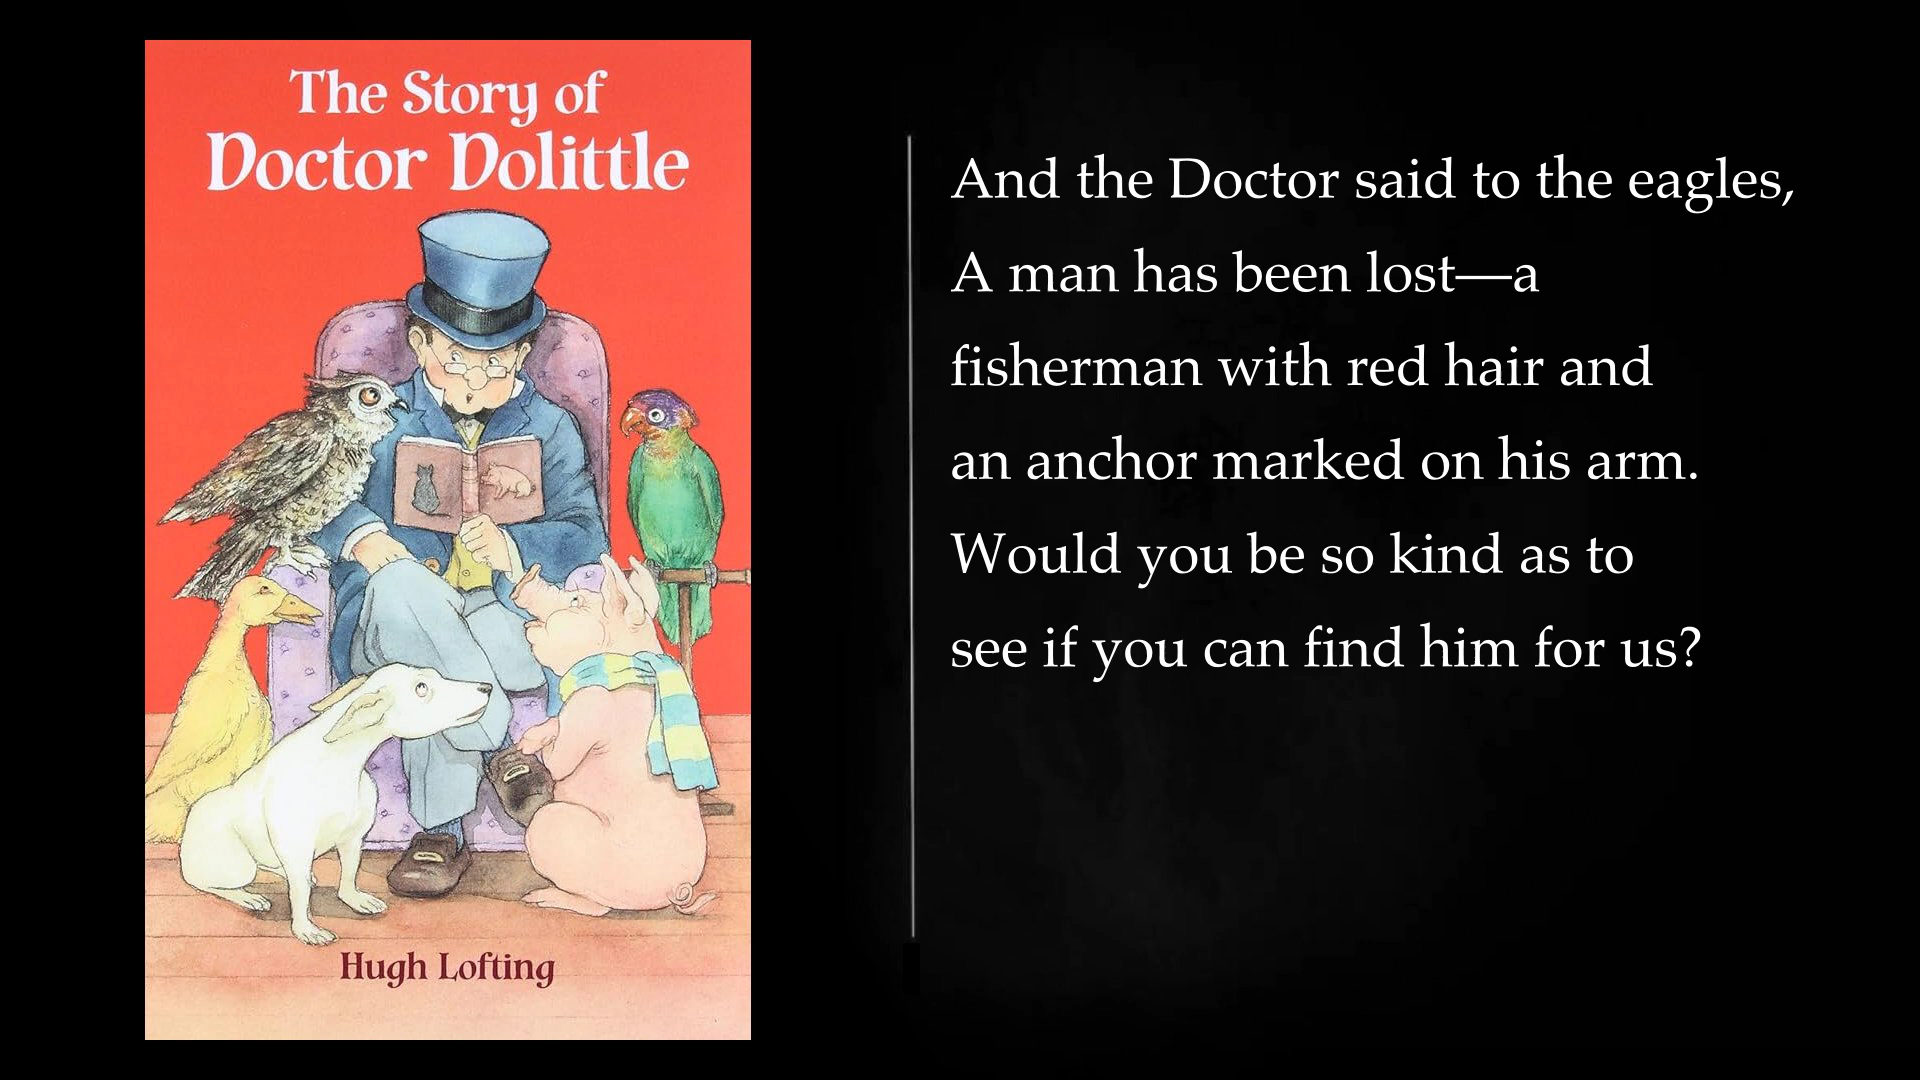 The Story of
Doctor Dolittle
Hugh Lofting
And the Doctor said to the eagles,
A man has been lost—a
fisherman with red hair and
an anchor marked on his arm.
Would you be so kind as to
see if you can find him for us?